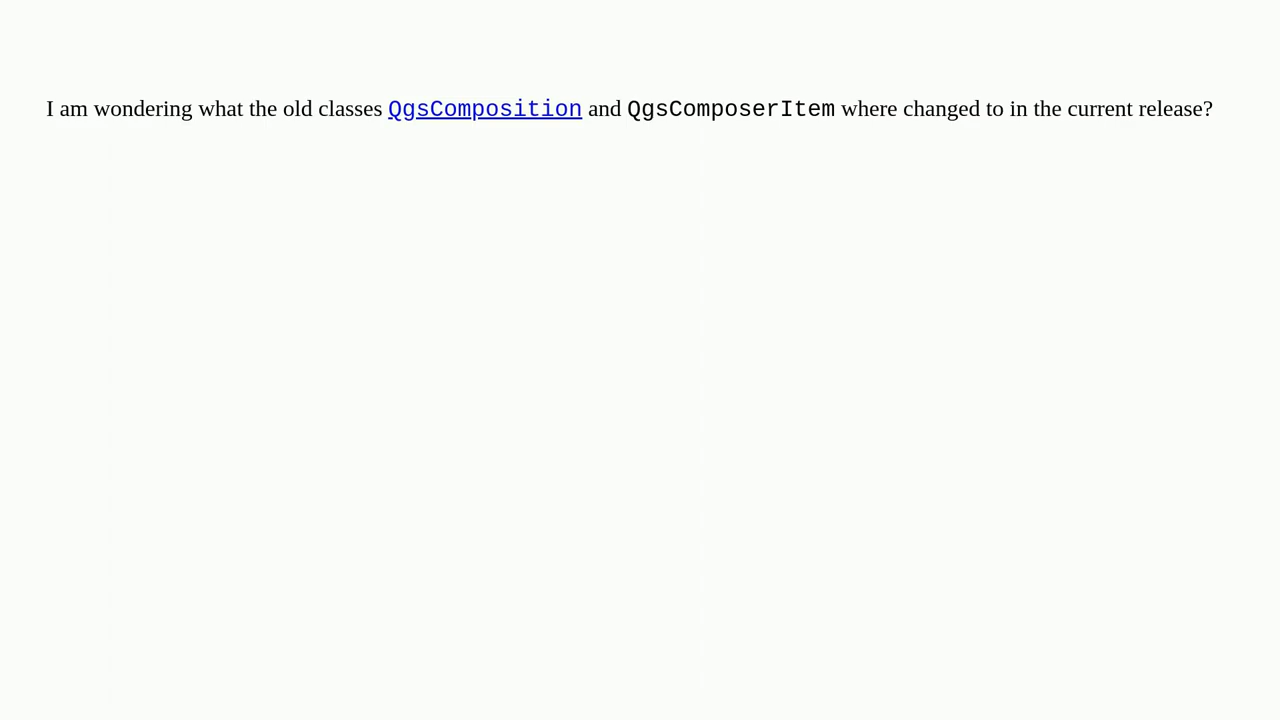 I am wondering what the old classes QgsComposition and QgsComposerItem where changed to in the current release?